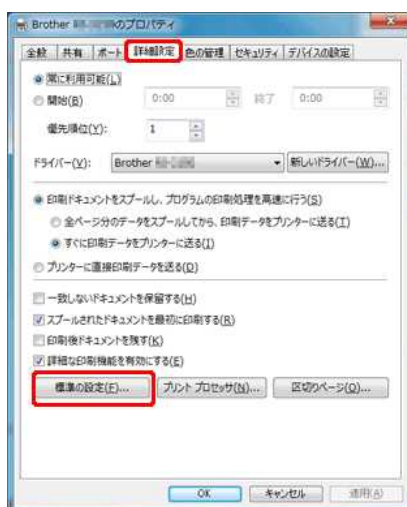 Brother のプロパティ
全般 共有 ポート 詳細設定 色の管理 セキュリティ デバイスの設定
常に利用可能(L)
開始(B) 0:00 終了 0:00
優先順位(Y): 1
ドライバー(V): Brother 新しいドライバー(W)...
印刷ドキュメントをスプールし、プログラムの印刷処理を高速に行う(S)
全ページ分のデータをスプールしてから、印刷データをプリンターに送る(T)
すぐに印刷データをプリンターに送る(I)
プリンターに直接印刷データを送る(D)
一致しないドキュメントを保留する(H)
スプールされたドキュメントを最初に印刷する(R)
印刷後ドキュメントを残す(K)
詳細な印刷機能を有効にする(E)
標準の設定(F)... プリント プロセッサ(N)... 区切りページ(O)...
OK キャンセル 適用(A)